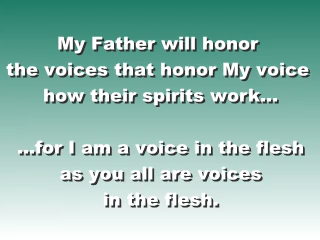 My Father will honor
the voices that honor My voice
how their spirits work...
...for I am a voice in the flesh
as you all are voices
in the flesh.